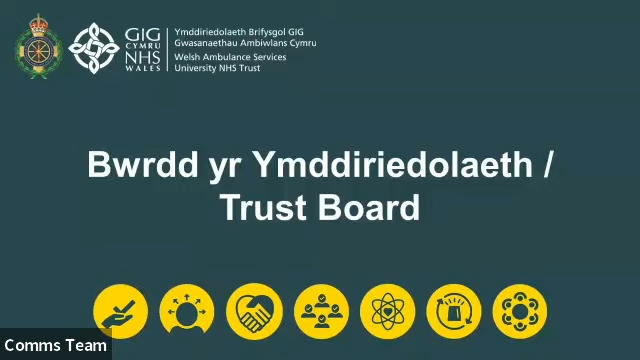 GIG
CYMRU
NHS
WALES
Ymddiriedolaeth Brifysgol GIG
Gwasanaethau Ambiwlans Cymru
Welsh Ambulance Services
University NHS Trust
Bwrdd yr Ymddiriedolaeth /
Trust Board
Comms Team